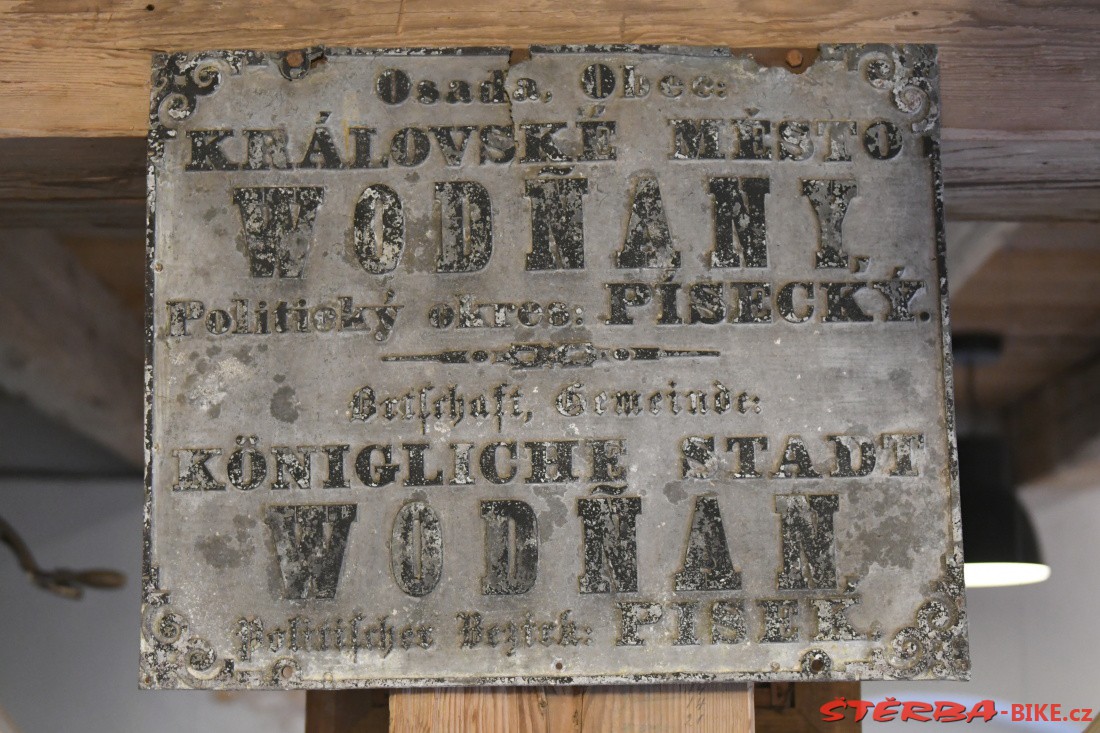 Osada, Obec:
KRÁLOVSKÉ MĚSTO
WODŇANY,
Politický okres: PÍSECKÝ.
Ortſchaft, Gemeinde:
KÖNIGLICHE STADT
WODŇAN,
Politiſcher Bezirk: PISEK.
ŠTĚRBA-BIKE.cz